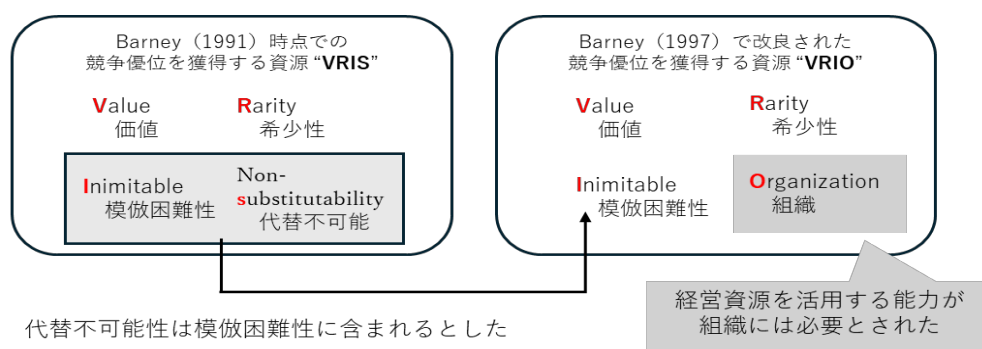 Barney（1991）時点での
競争優位を獲得する資源 “VRIS”
Value
価値
Rarity
希少性
Inimitable
模倣困難性
Non-
substitutability
代替不可能
Barney（1997）で改良された
競争優位を獲得する資源 “VRIO”
Value
価値
Rarity
希少性
Inimitable
模倣困難性
Organization
組織
経営資源を活用する能力が
組織には必要とされた
代替不可能性は模倣困難性に含まれるとした